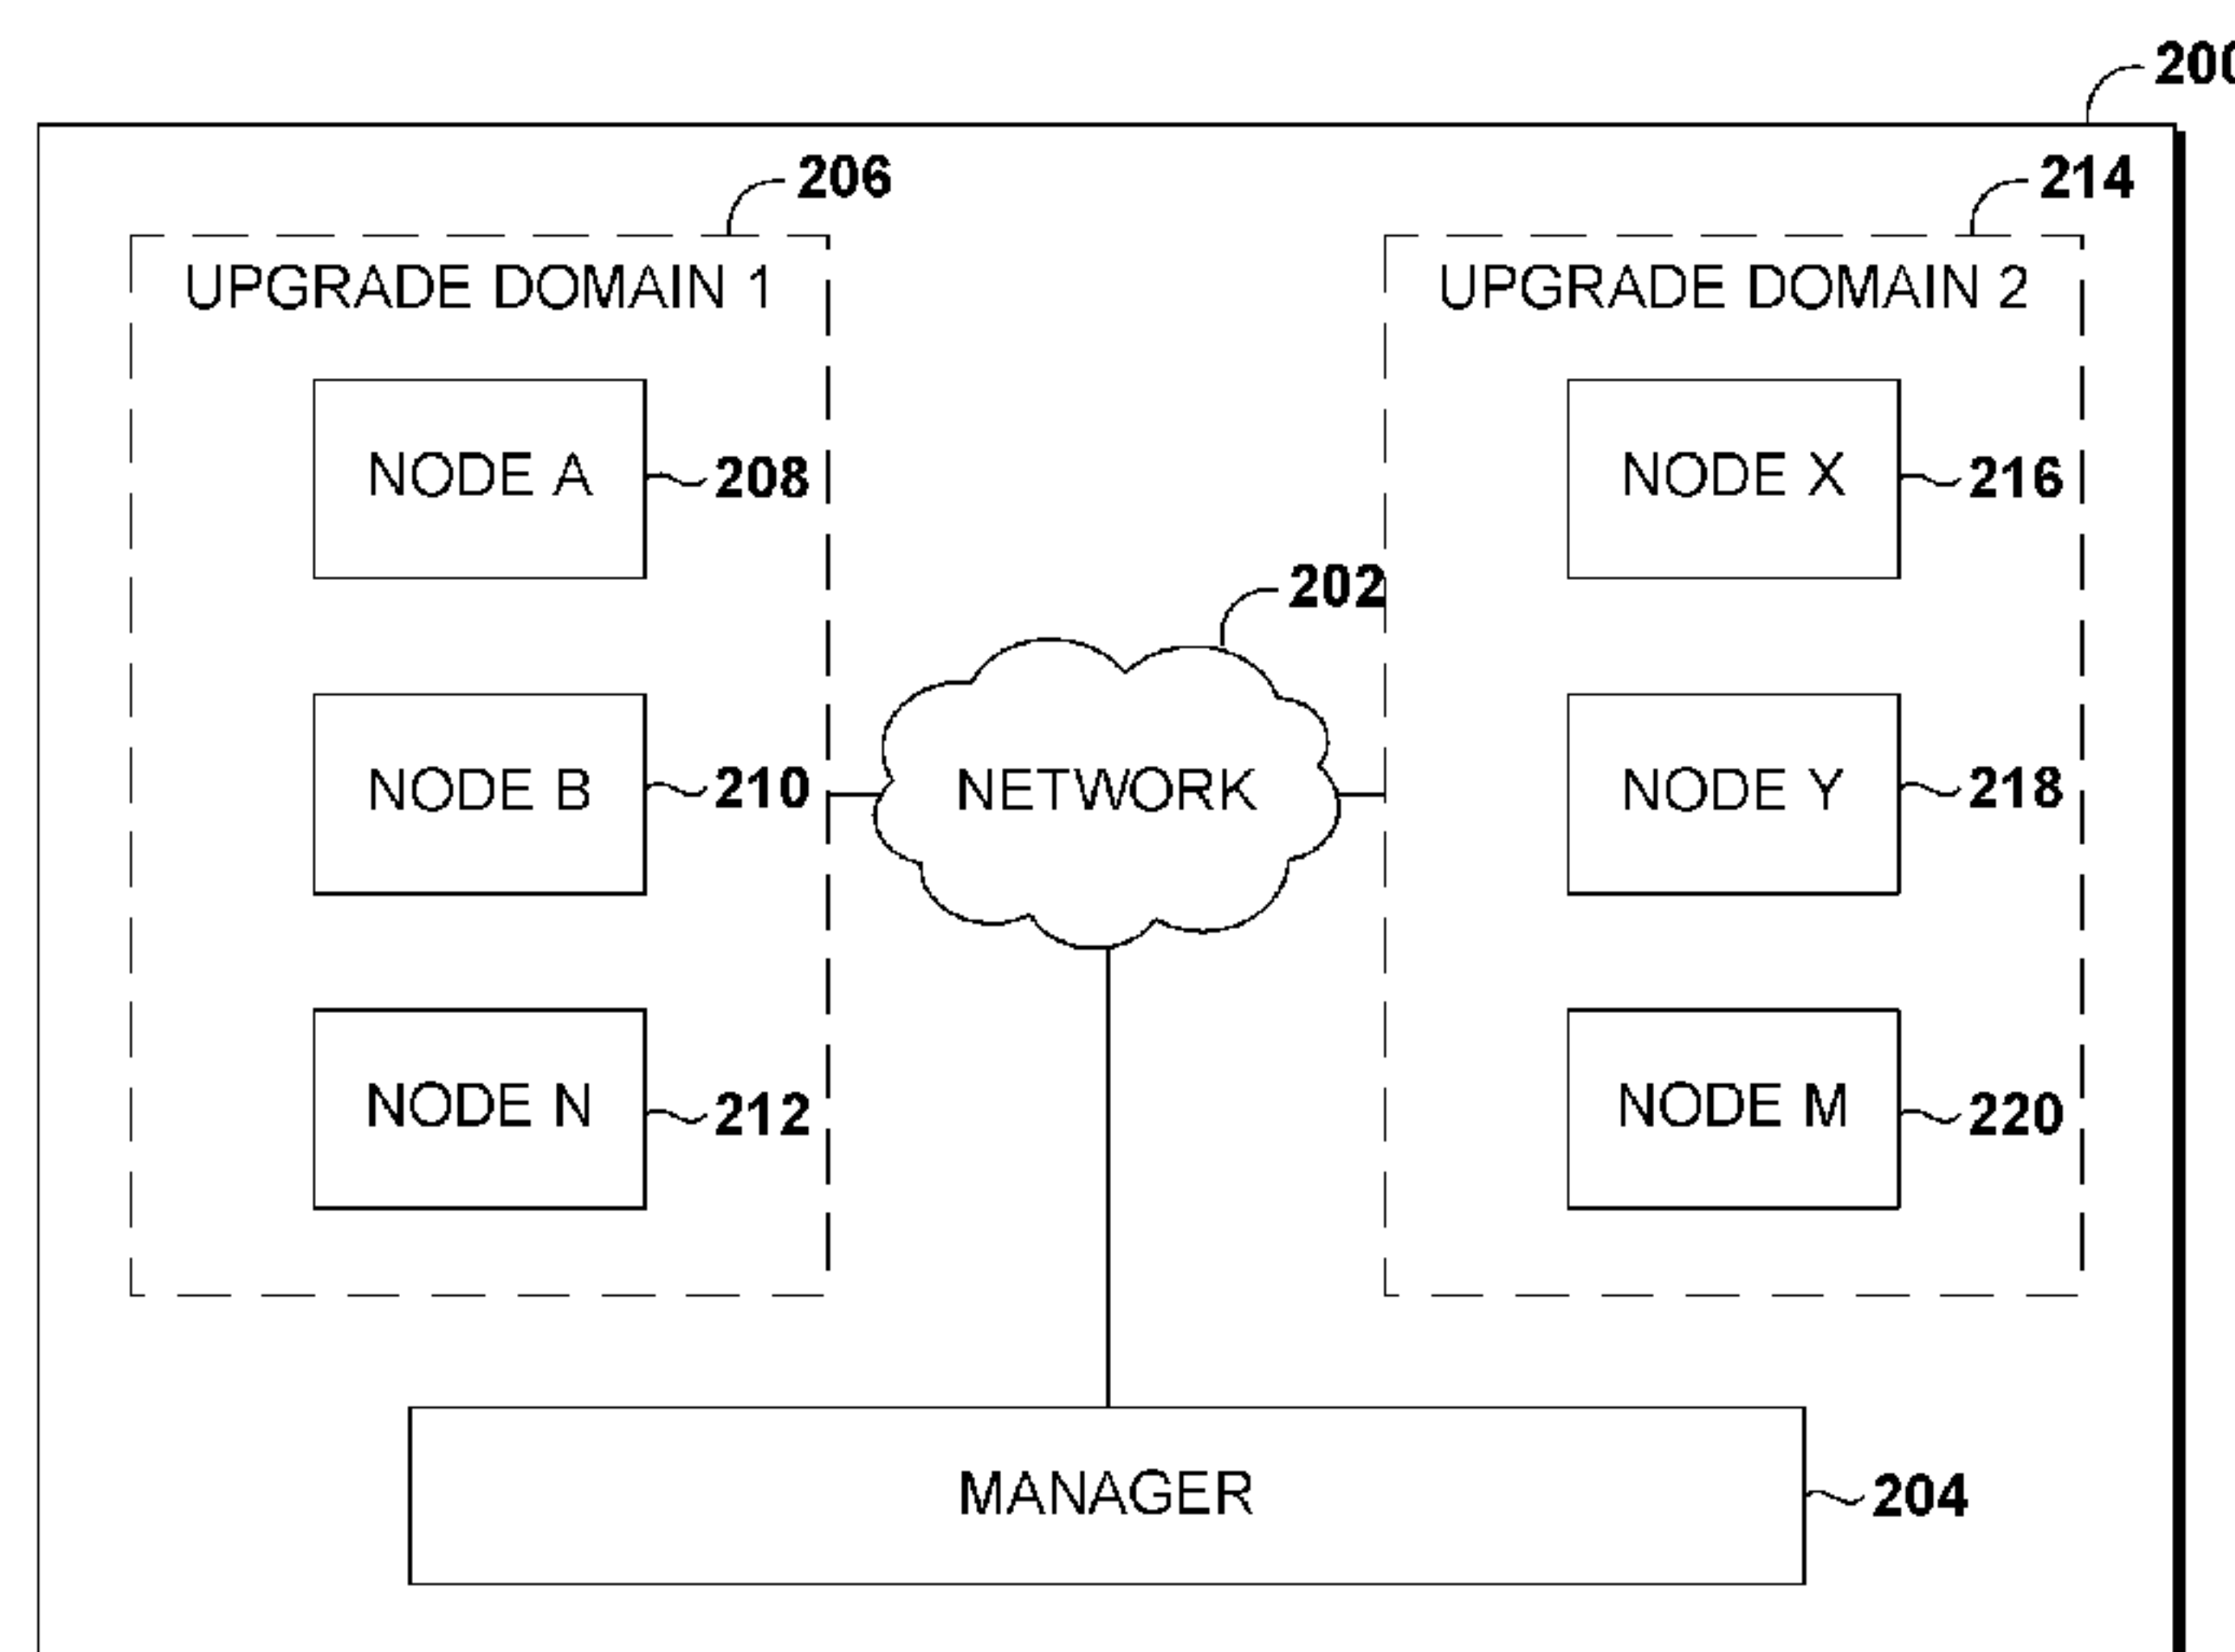 200
206
214
UPGRADE DOMAIN 1
UPGRADE DOMAIN 2
NODE A
208
NODE X
216
202
NODE B
210
NETWORK
NODE Y
218
NODE N
212
NODE M
220
MANAGER
204